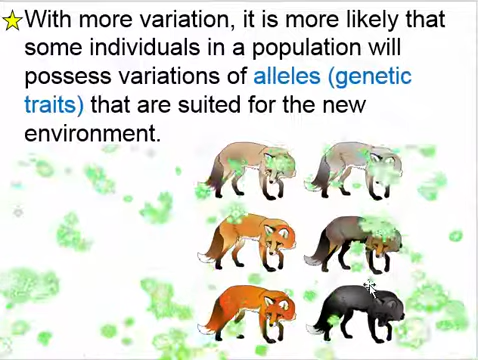 With more variation, it is more likely that
some individuals in a population will
possess variations of alleles (genetic
traits) that are suited for the new
environment.